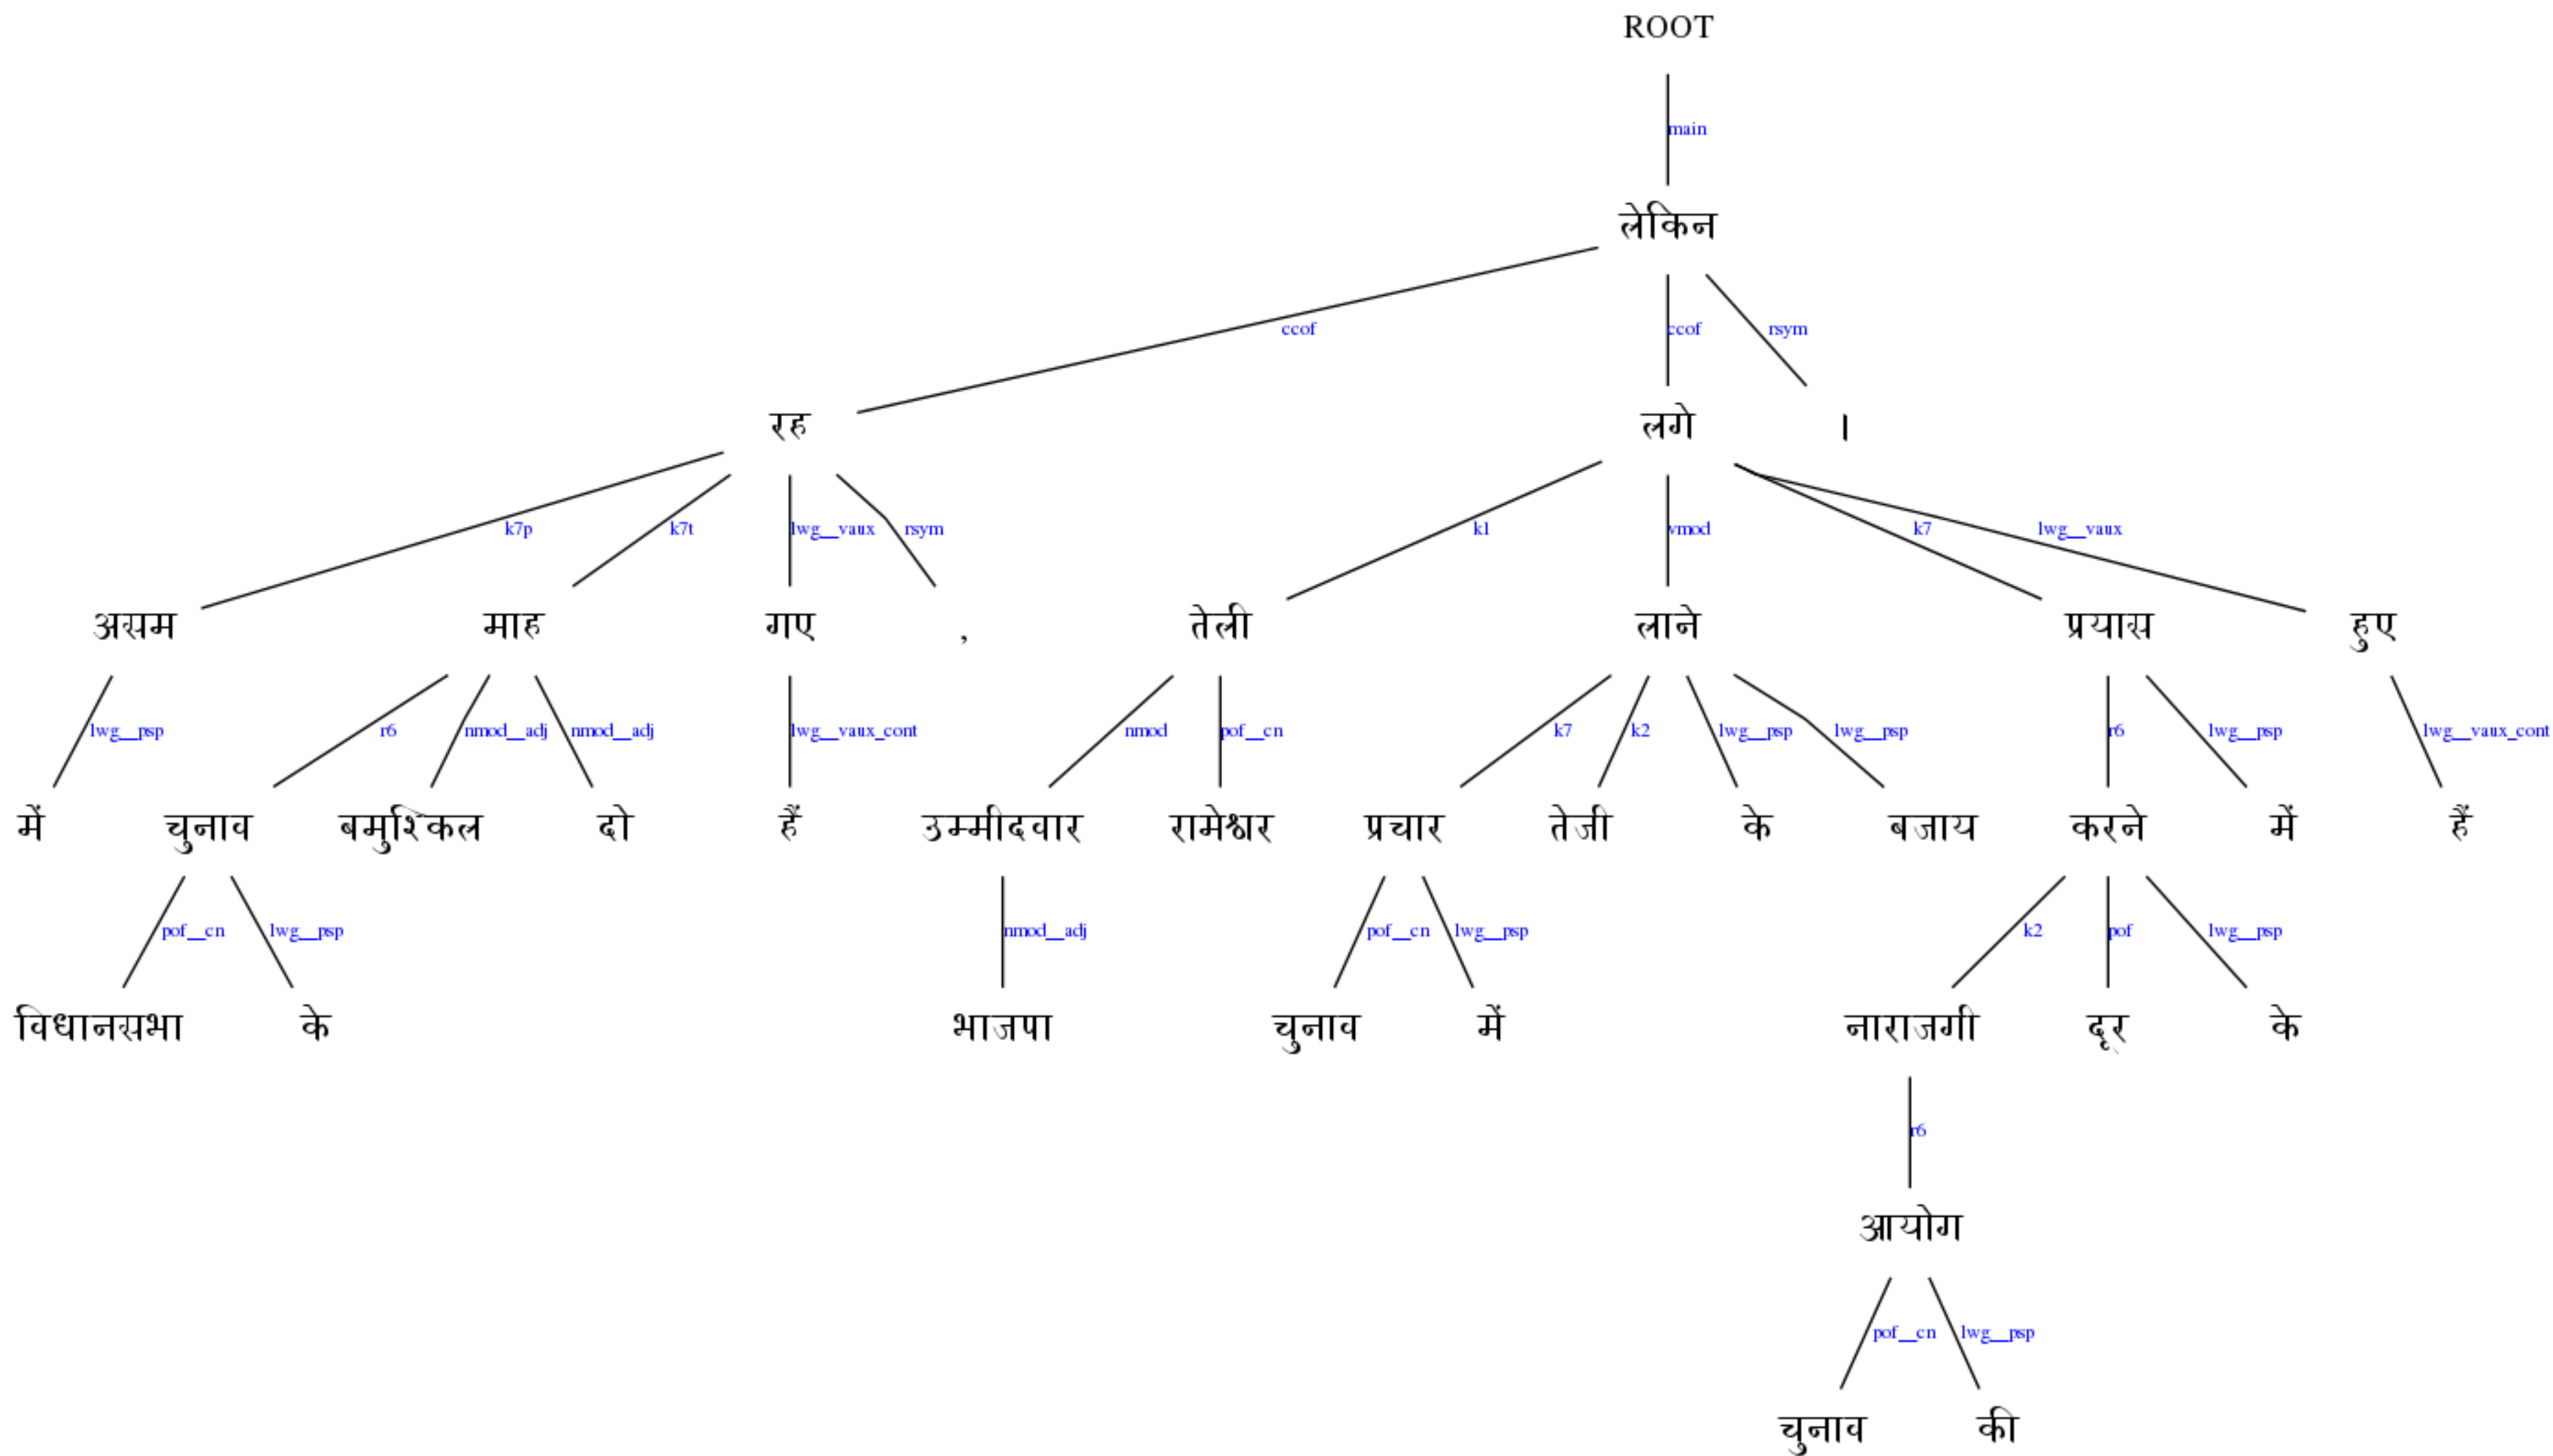 ROOT
main
लेकिन
ccof ccof rsym
रह लगे ।
k7p k7t lwg__vaux rsym k1 vmod k7 lwg__vaux
असम माह गए , तेली लाने प्रयास हुए
lwg__psp r6 nmod__adj nmod__adj lwg__vaux_cont nmod pof__cn k7 k2 lwg__psp lwg__psp r6 lwg__psp lwg__vaux_cont
में चुनाव बमुश्किल दो हैं उम्मीदवार रामेश्वर प्रचार तेजी के बजाय करने में हैं
pof__cn lwg__psp nmod__adj pof__cn lwg__psp k2 pof lwg__psp
विधानसभा के भाजपा चुनाव में नाराजगी दूर के
r6
आयोग
pof__cn lwg__psp
चुनाव की